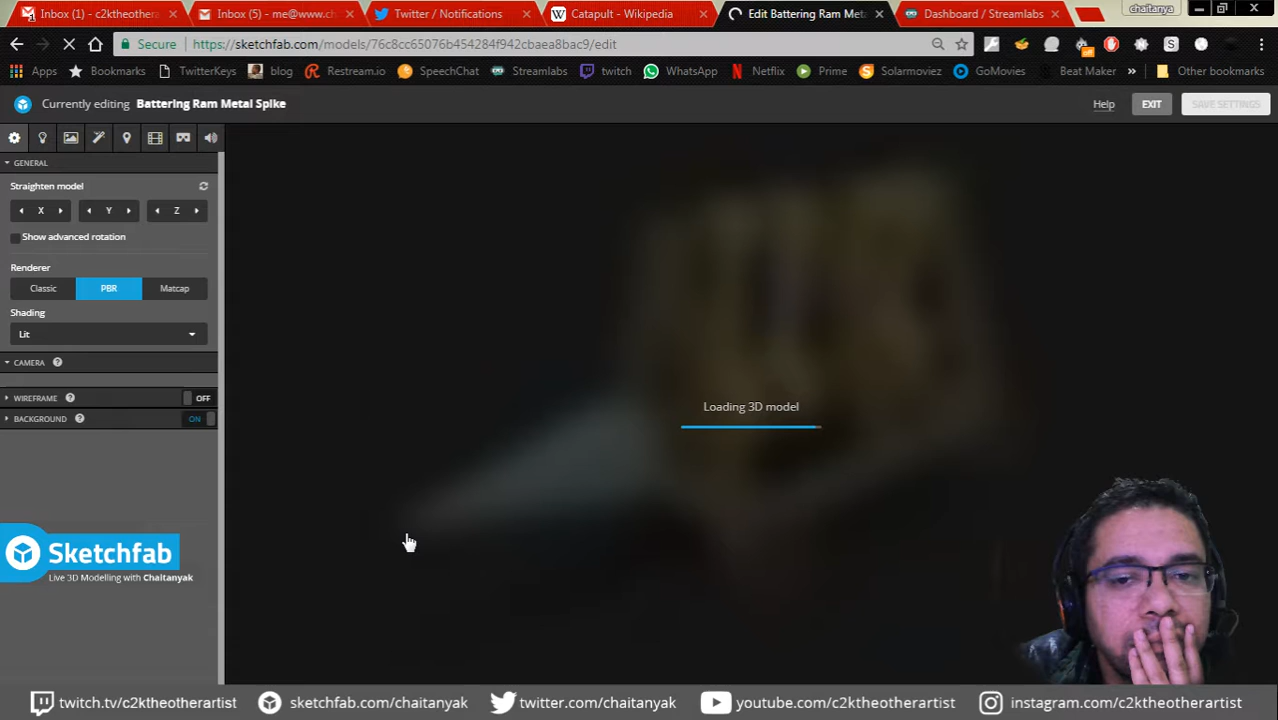 Inbox (1) - c2ktheothera
Inbox (5) - me@www.ch
Twitter / Notifications
Catapult - Wikipedia
Edit Battering Ram Meta
Dashboard / Streamlabs
chaitanya
Secure
https://sketchfab.com/models/76c8cc65076b454284f942cbaea8bac9/edit
Apps
Bookmarks
TwitterKeys
blog
Restream.io
SpeechChat
Streamlabs
twitch
WhatsApp
Netflix
Prime
Solarmoviez
GoMovies
Beat Maker
»
Other bookmarks
Currently editing Battering Ram Metal Spike
Help
EXIT
SAVE SETTINGS
GENERAL
Straighten model
X
Y
Z
Show advanced rotation
Renderer
Classic
PBR
Matcap
Shading
Lit
CAMERA ?
WIREFRAME ?
OFF
BACKGROUND ?
ON
Loading 3D model
Sketchfab
Live 3D Modelling with Chaitanyak
twitch.tv/c2ktheotherartist
sketchfab.com/chaitanyak
twitter.com/chaitanyak
youtube.com/c2ktheotherartist
instagram.com/c2ktheotherartist